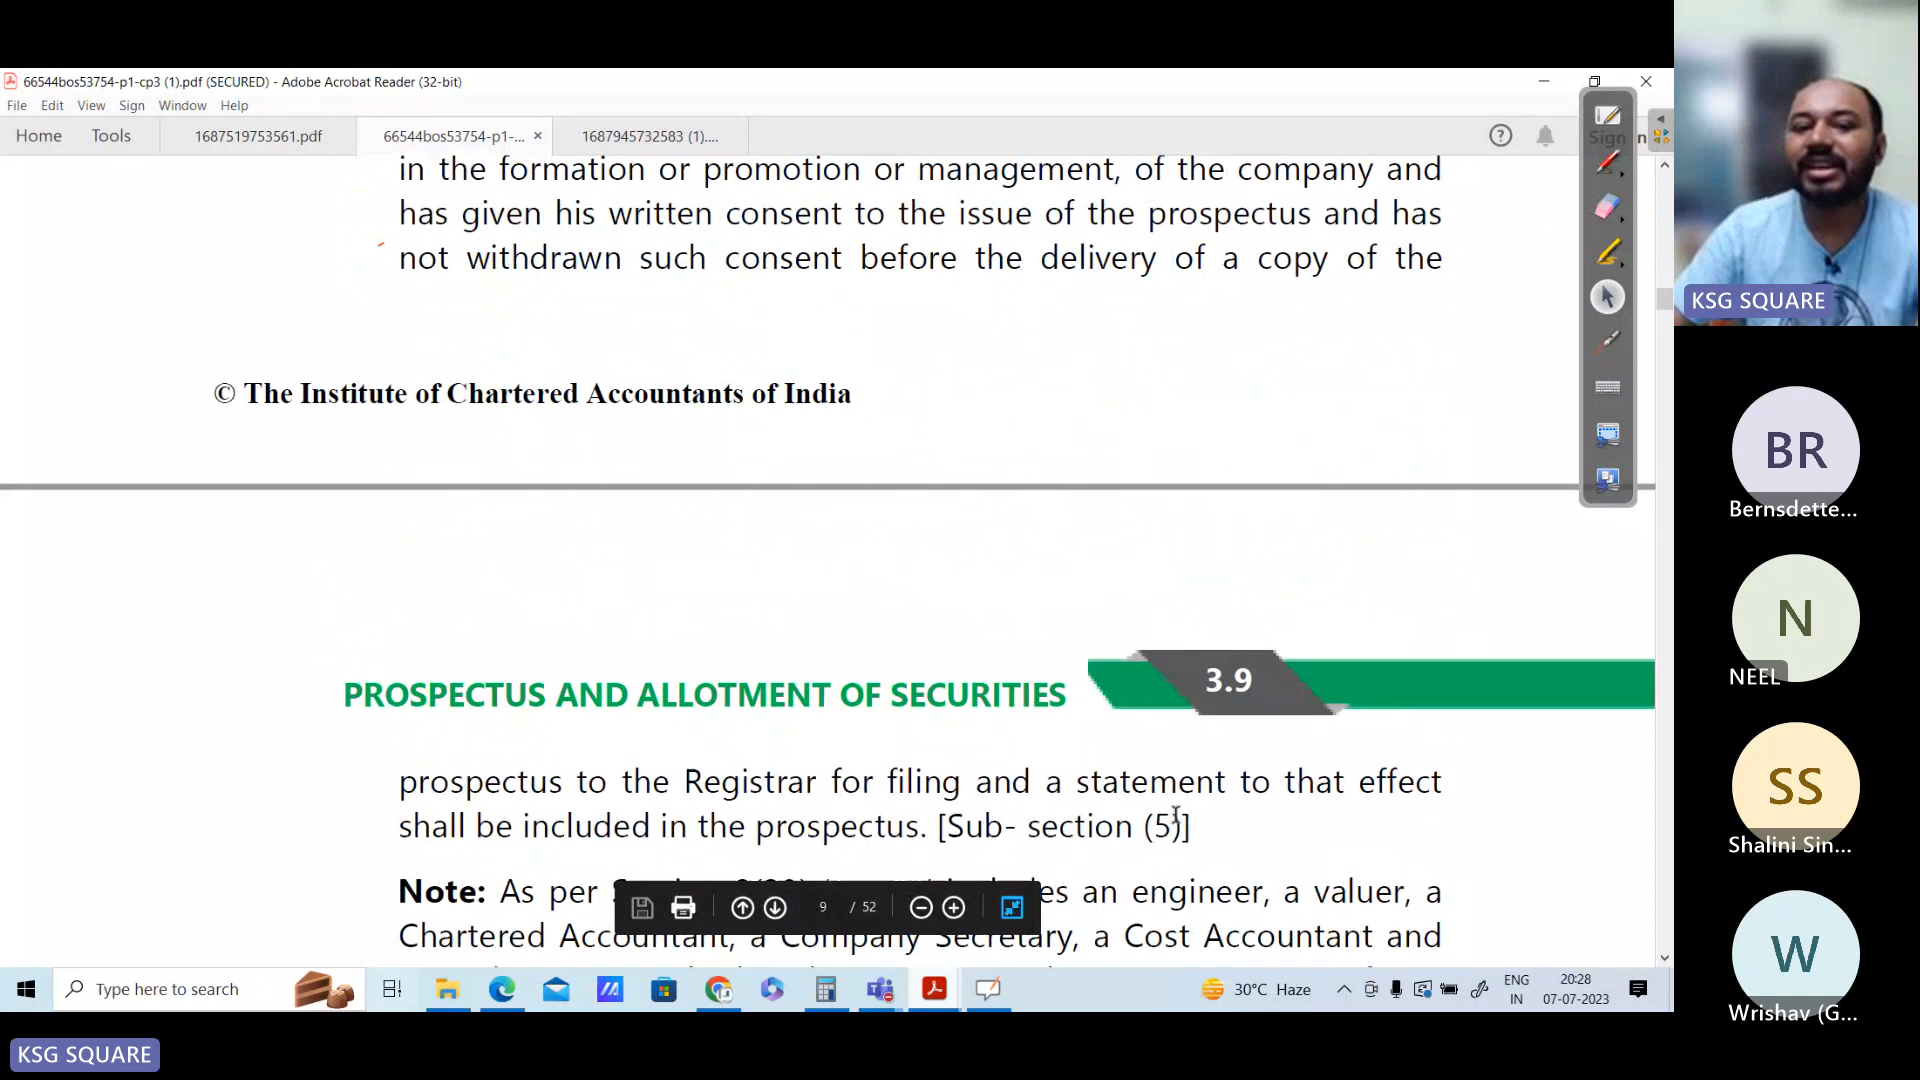 66544bos53754-p1-cp3 (1).pdf (SECURED) - Adobe Acrobat Reader (32-bit)
File Edit View Sign Window Help
Home Tools 1687519753561.pdf 66544bos53754-p1-... 1687945732583 (1)....
in the formation or promotion or management, of the company and
has given his written consent to the issue of the prospectus and has
not withdrawn such consent before the delivery of a copy of the
© The Institute of Chartered Accountants of India
PROSPECTUS AND ALLOTMENT OF SECURITIES 3.9
prospectus to the Registrar for filing and a statement to that effect
shall be included in the prospectus. [Sub- section (5)]
Note: As per an engineer, a valuer, a
Chartered Accountant, a Company Secretary, a Cost Accountant and
9 / 52
Type here to search
30°C Haze
ENG
IN
20:28
07-07-2023
KSG SQUARE
BR
Bernsdette...
N
NEEL
SS
Shalini Sin...
W
Wrishav (G...
KSG SQUARE